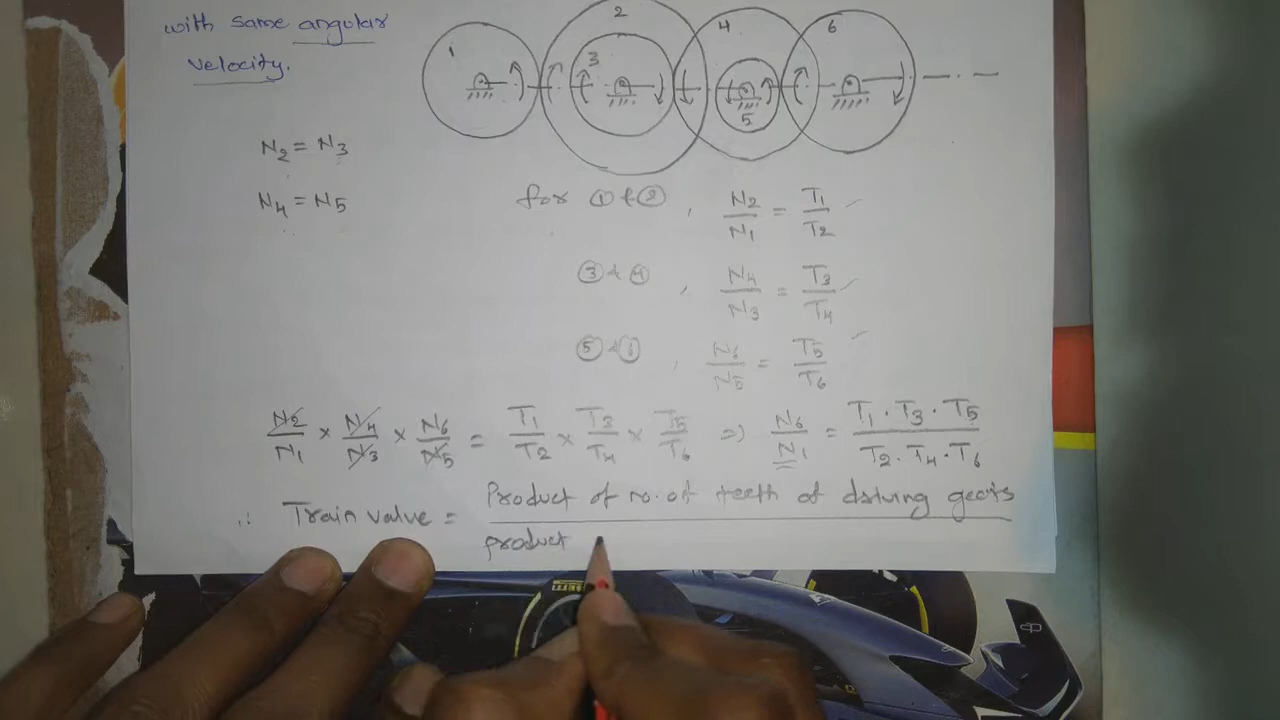 with same angular
velocity.
1 2 3 4 5 6
N2 = N3
N4 = N5
for ① & ② , N2/N1 = T1/T2
③ & ④ , N4/N3 = T3/T4
⑤ & ⑥ , N6/N5 = T5/T6
N2/N1 × N4/N3 × N6/N5 = T1/T2 × T3/T4 × T5/T6 => N6/N1 = T1 . T3 . T5 / T2 . T4 . T6
∴ Train value = Product of no. of teeth of driving gears / product